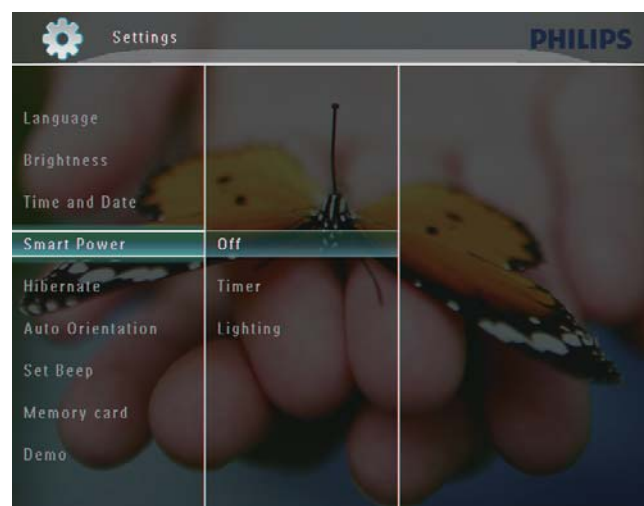 Settings
PHILIPS
Language
Brightness
Time and Date
Smart Power
Off
Hibernate
Timer
Auto Orientation
Lighting
Set Beep
Memory card
Demo